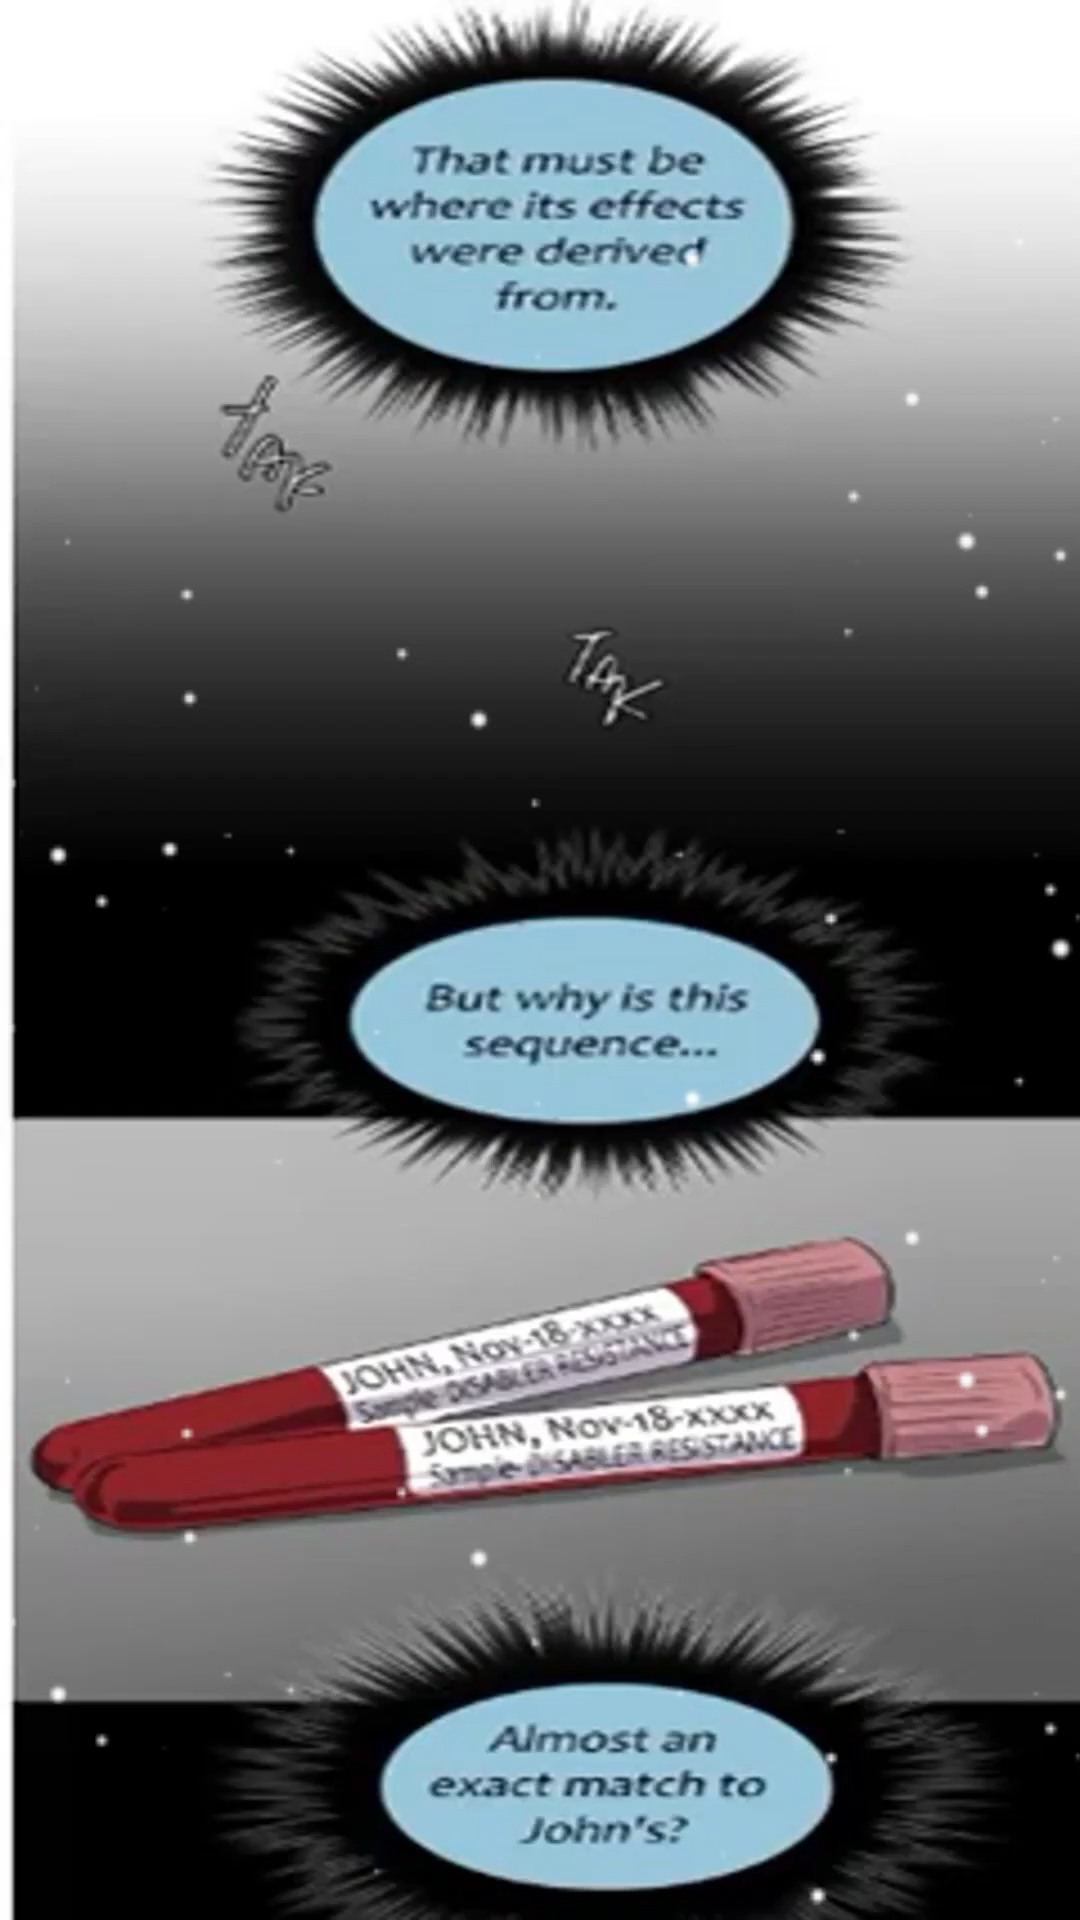 That must be
where its effects
were derived
from.
TAK
TAK
But why is this
sequence...
JOHN, Nov-18-xxxx
Sample-DISABLER RESISTANCE
JOHN, Nov-18-xxxx
Sample-DISABLER RESISTANCE
Almost an
exact match to
John's?